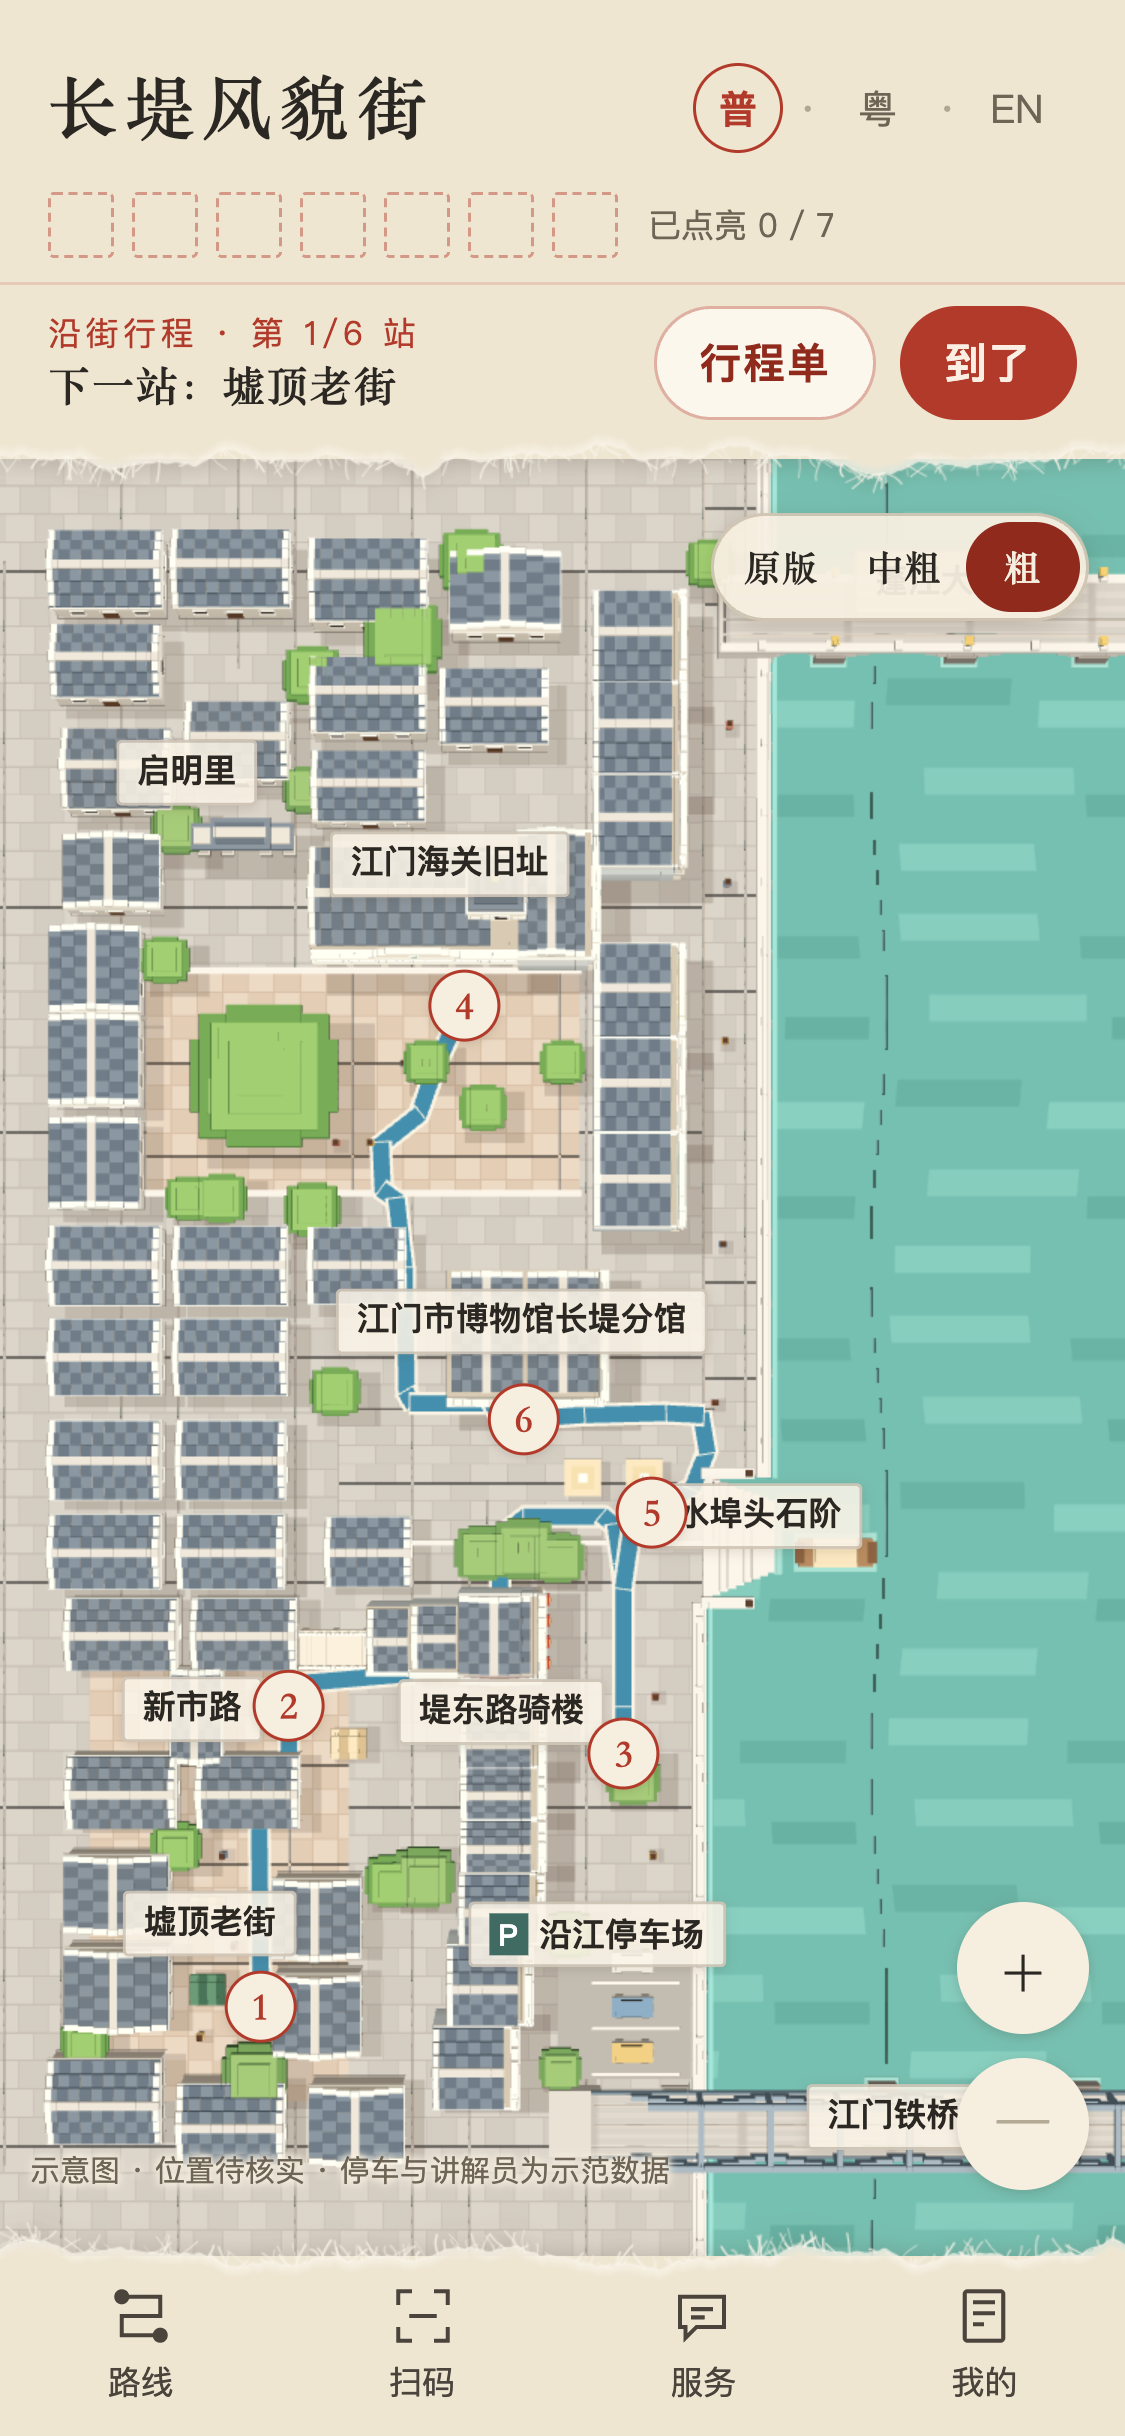 长堤风貌街
普 · 粤 · EN
已点亮 0 / 7
沿街行程 · 第 1/6 站
下一站：墟顶老街
行程单
到了
原版 中粗 粗
启明里
江门海关旧址
4
江门市博物馆长堤分馆
6
5
水埠头石阶
新市路
2
堤东路骑楼
3
墟顶老街
P 沿江停车场
1
江门铁桥
示意图 · 位置待核实 · 停车与讲解员为示范数据
路线
扫码
服务
我的